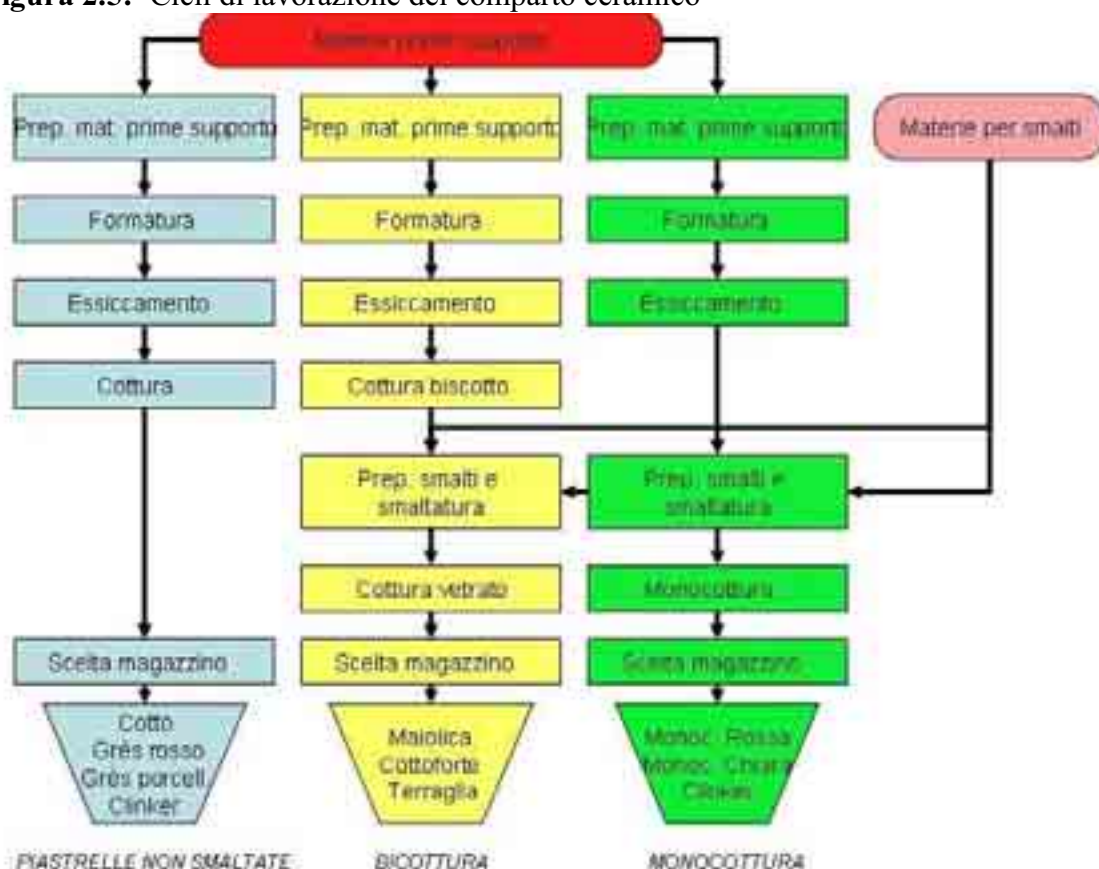 Figura 2.3: Cicli di lavorazione del comparto ceramico
Materie prime supporto
Prep. mat. prime supporto
Prep. mat. prime supporto
Prep. mat. prime supporto
Materie per smalti
Formatura
Formatura
Formatura
Essiccamento
Essiccamento
Essiccamento
Cottura
Cottura biscotto
Prep. smalti e
smaltatura
Prep. smalti e
smaltatura
Cottura vetrato
Monocottura
Scelta magazzino
Scelta magazzino
Scelta magazzino
Cotto
Grès rosso
Grès porcell.
Clinker
Maiolica
Cottoforte
Terraglia
Monoc. Rossa
Monoc. Chiara
PIASTRELLE NON SMALTATE
BICOTTURA
MONOCOTTURA